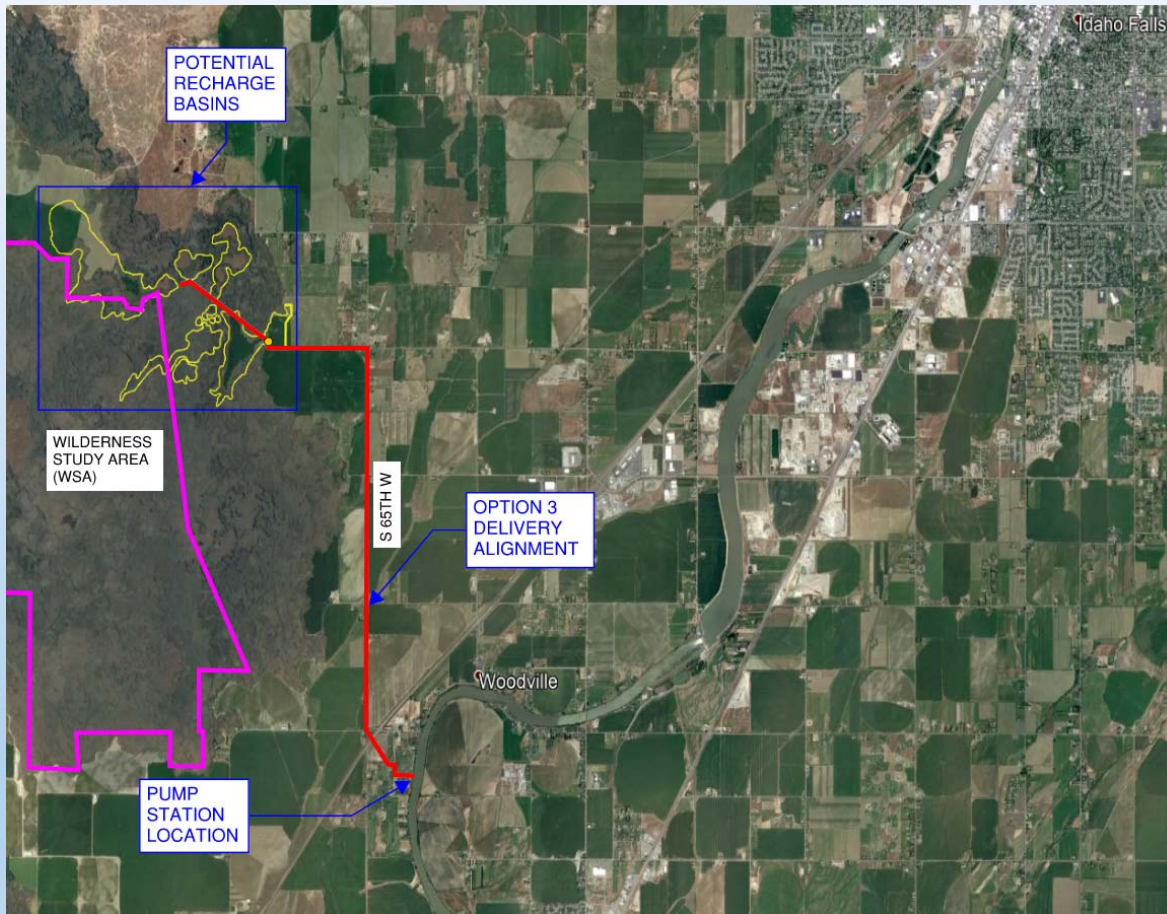 Idaho Falls
POTENTIAL
RECHARGE
BASINS
WILDERNESS
STUDY AREA
(WSA)
S 65TH W
OPTION 3
DELIVERY
ALIGNMENT
Woodville
PUMP
STATION
LOCATION